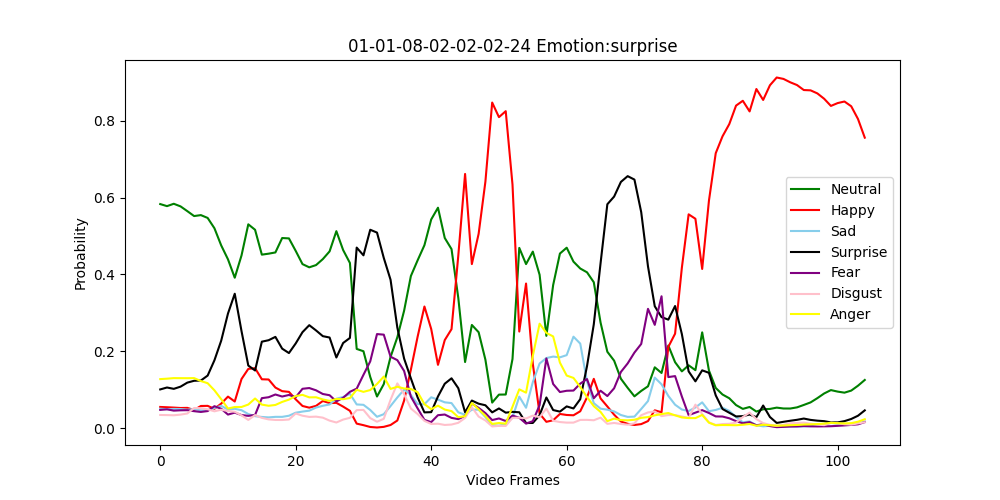 01-01-08-02-02-02-24 Emotion:surprise
Probability
0.8
0.6
0.4
0.2
0.0
Neutral
Happy
Sad
Surprise
Fear
Disgust
Anger
0 20 40 60 80 100
Video Frames